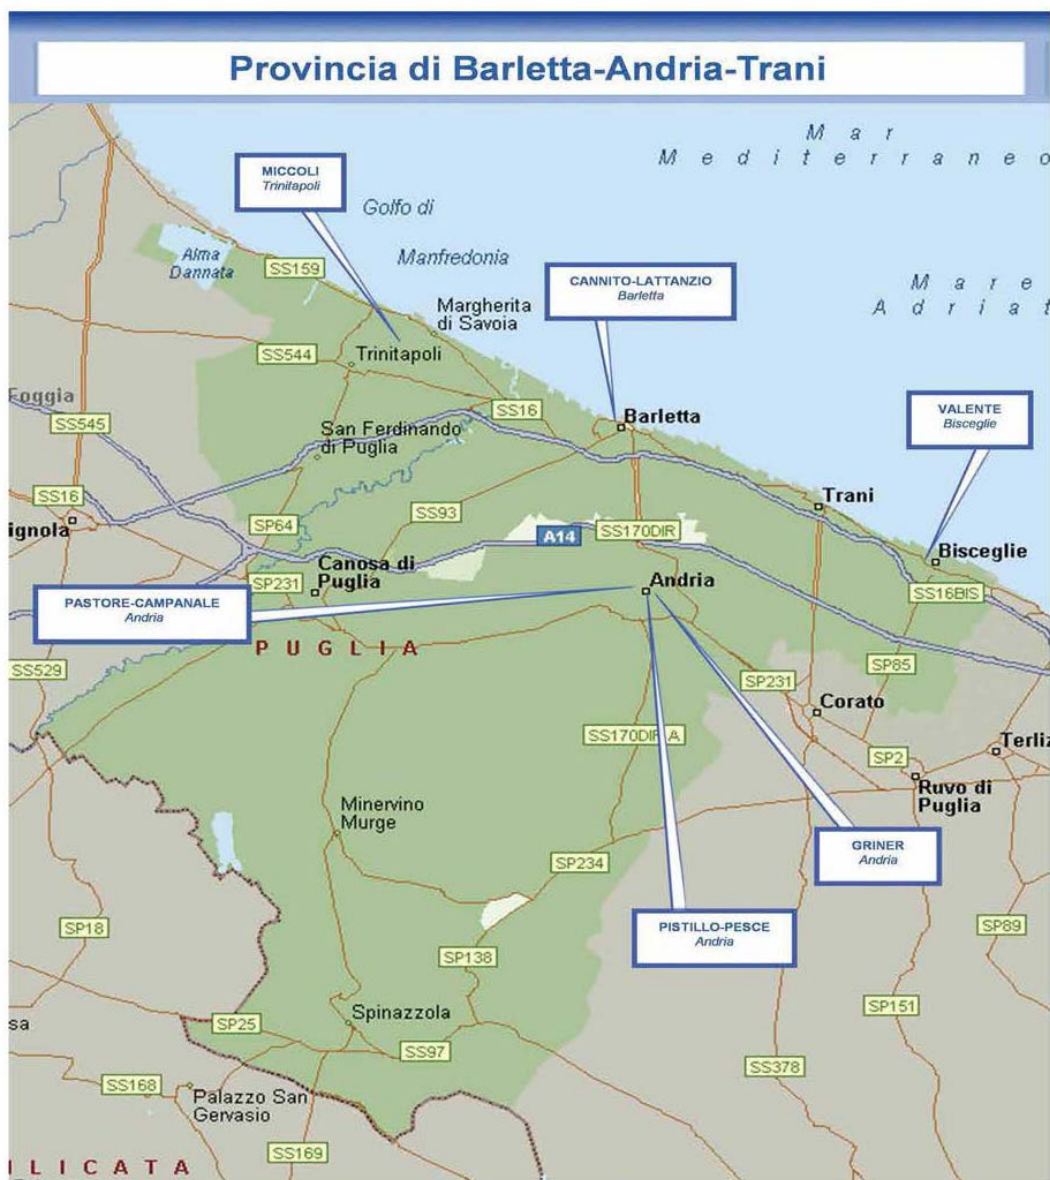 Provincia di Barletta-Andria-Trani
Mar
Mediterraneo
MICCOLI
Trinitapoli
Golfo di
Manfredonia
Alma
Dannata
SS159
CANNITO-LATTANZIO
Barletta
Mare
Adriat
Margherita
di Savoia
SS544
Trinitapoli
Foggia
SS545
SS16
Barletta
VALENTE
Bisceglie
San Ferdinando
di Puglia
SS16
Trani
ignola
SP64
SS93
A14
SS170DIR
Bisceglie
Canosa di
Puglia
SP231
Andria
SS16BIS
PASTORE-CAMPANALE
Andria
PUGLIA
SS529
SP85
SP231
Corato
SS170DIR A
Terliz
SP2
Ruvo di
Puglia
Minervino
Murge
GRINER
Andria
SP234
SP18
PISTILLO-PESCE
Andria
SP89
SP138
SP151
sa
SP25
Spinazzola
SS97
SS378
SS168
Palazzo San
Gervasio
SS169
ILICATA